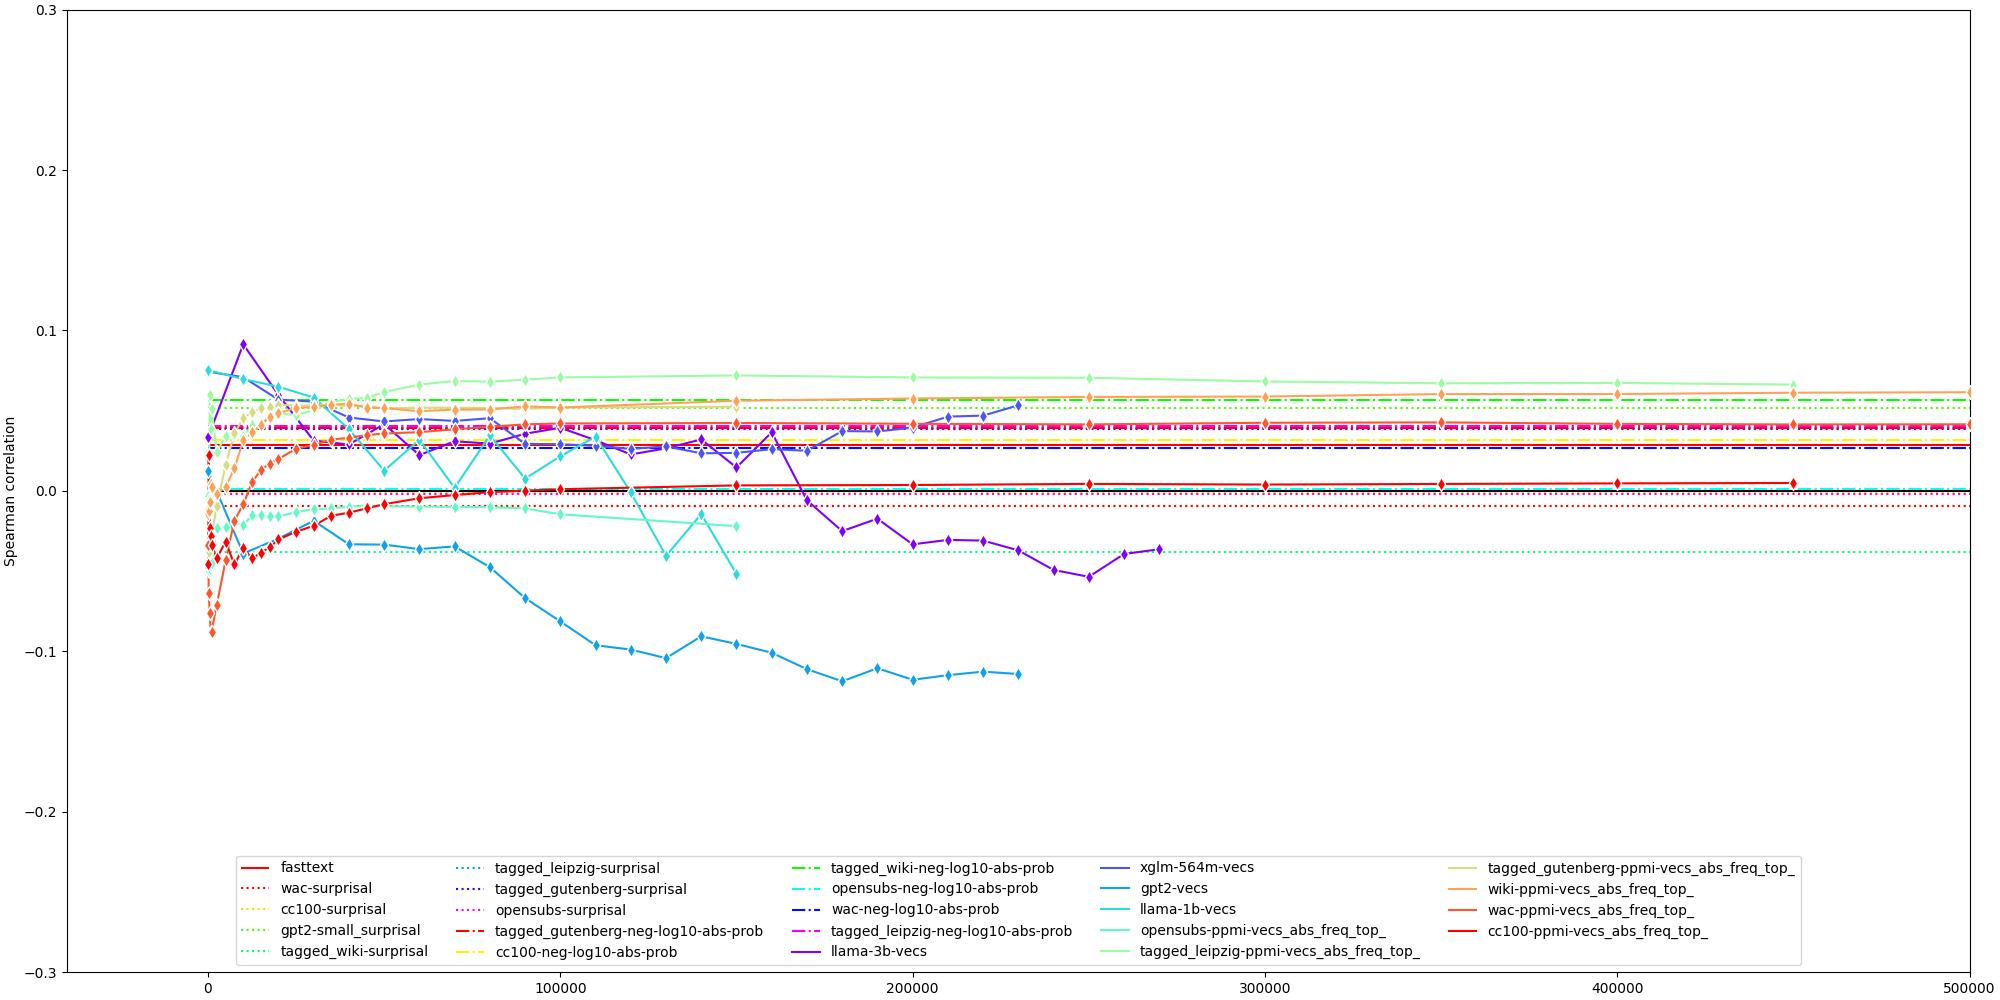 0.3
0.2
0.1
0.0
−0.1
−0.2
−0.3
Spearman correlation
0
100000
200000
300000
400000
500000
fasttext
wac-surprisal
cc100-surprisal
gpt2-small_surprisal
tagged_wiki-surprisal
tagged_leipzig-surprisal
tagged_gutenberg-surprisal
opensubs-surprisal
tagged_gutenberg-neg-log10-abs-prob
cc100-neg-log10-abs-prob
tagged_wiki-neg-log10-abs-prob
opensubs-neg-log10-abs-prob
wac-neg-log10-abs-prob
tagged_leipzig-neg-log10-abs-prob
llama-3b-vecs
xglm-564m-vecs
gpt2-vecs
llama-1b-vecs
opensubs-ppmi-vecs_abs_freq_top_
tagged_leipzig-ppmi-vecs_abs_freq_top_
tagged_gutenberg-ppmi-vecs_abs_freq_top_
wiki-ppmi-vecs_abs_freq_top_
wac-ppmi-vecs_abs_freq_top_
cc100-ppmi-vecs_abs_freq_top_